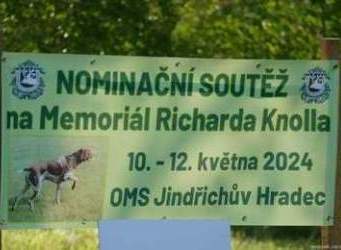 NOMINAČNÍ SOUTĚŽ
na Memoriál Richarda Knolla
10. - 12. května 2024
OMS Jindřichův Hradec